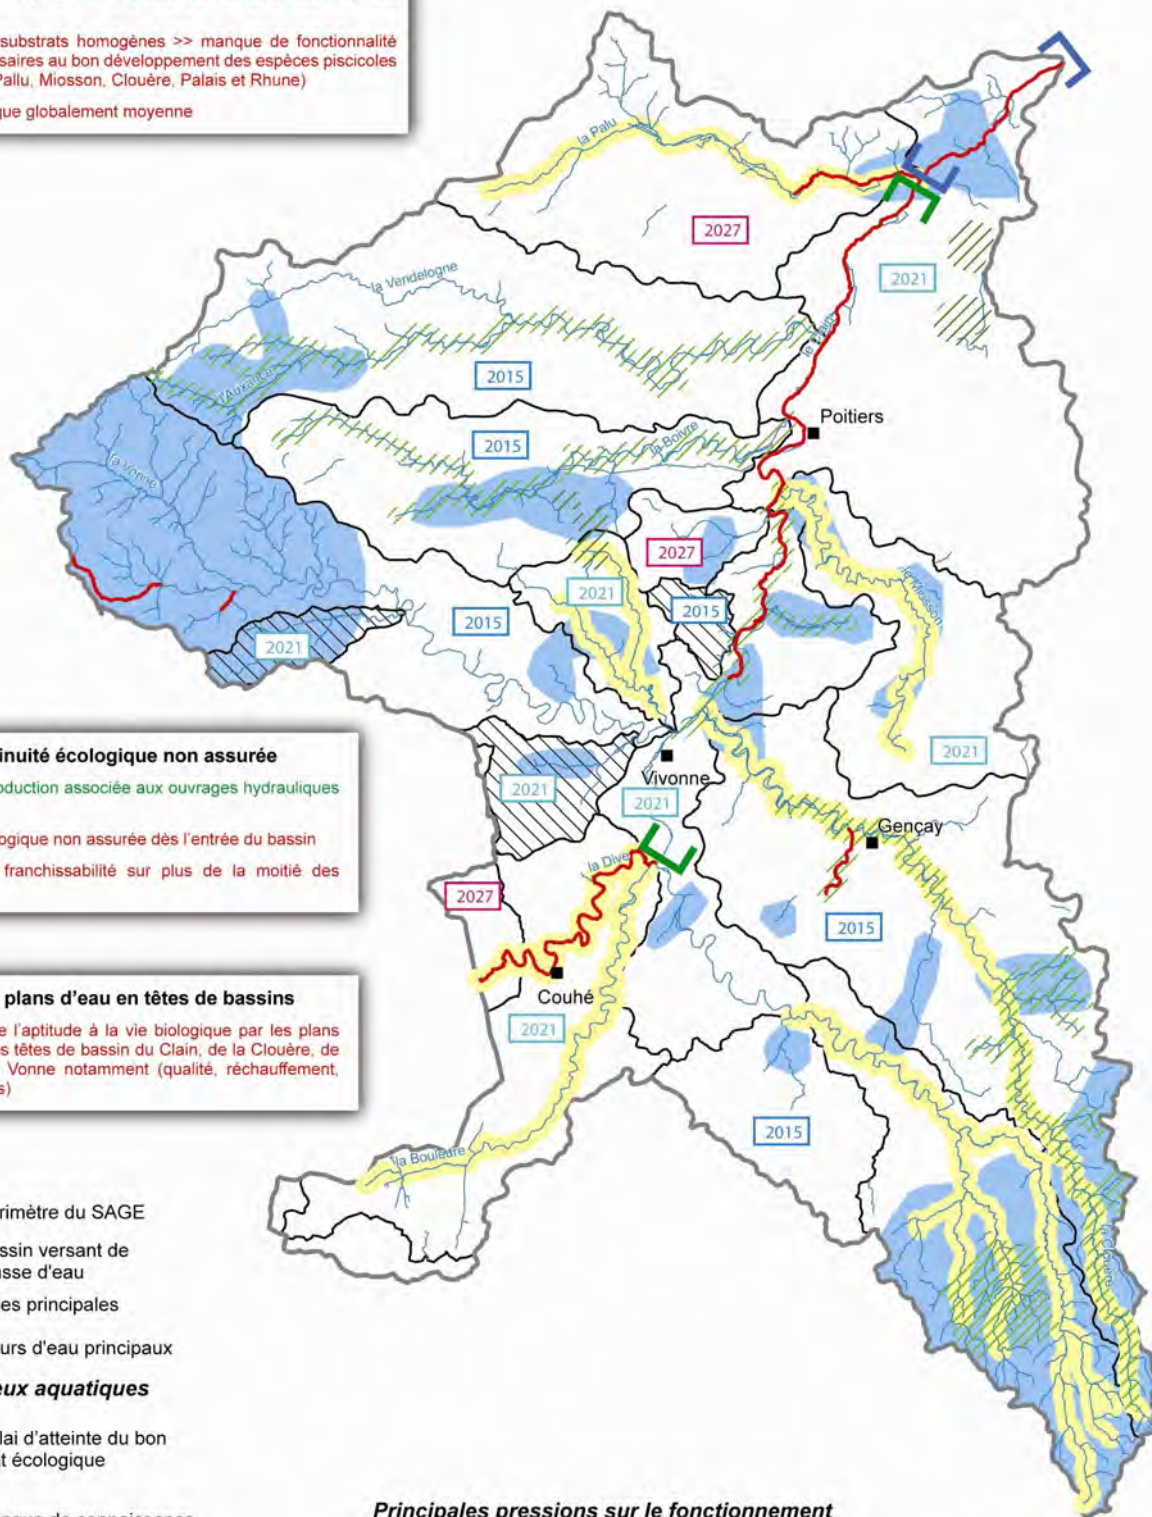 substrats homogènes >> manque de fonctionnalité
saires au bon développement des espèces piscicoles
Pallu, Miosson, Clouère, Palais et Rhune)
que globalement moyenne
la Palu
2027
2021
la Vendelogne
le Clain
2015
l'Auxance
Poitiers
2015
la Boivre
la Vonne
2027
2021
2015
2015
le Miosson
2021
2021
inuité écologique non assurée
oduction associée aux ouvrages hydrauliques
ogique non assurée dès l'entrée du bassin
franchissabilité sur plus de la moitié des
Vivonne
2021
2021
Gençay
la Dive
2027
2015
Couhé
2021
plans d'eau en têtes de bassins
e l'aptitude à la vie biologique par les plans
s têtes de bassin du Clain, de la Clouère, de
Vonne notamment (qualité, réchauffement,
s)
2015
la Bouleure
la Clouère
rimètre du SAGE
ssin versant de
asse d'eau
es principales
urs d'eau principaux
eux aquatiques
lai d'atteinte du bon
t écologique
Principales pressions sur le fonctionnement